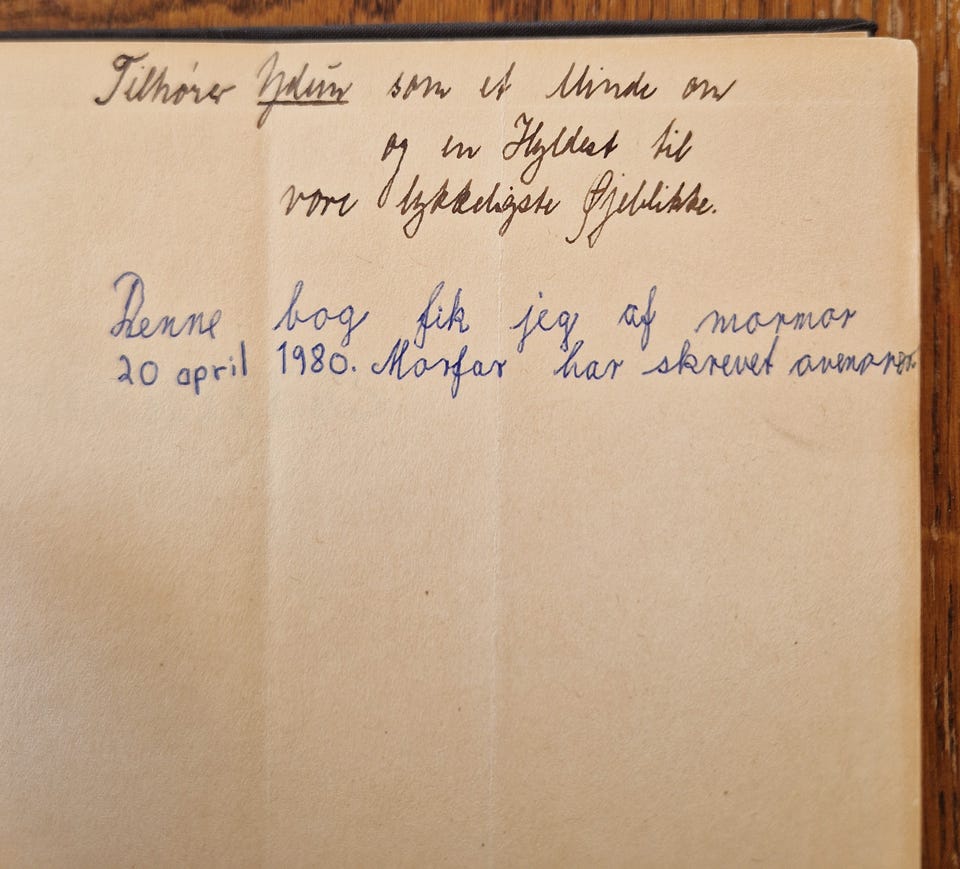 Tilhører Ydun som et Minde om
og en Hyldest til
vore lykkeligste Øjeblikke.
Denne bog fik jeg af mormor
20 april 1980. Morfar har skrevet